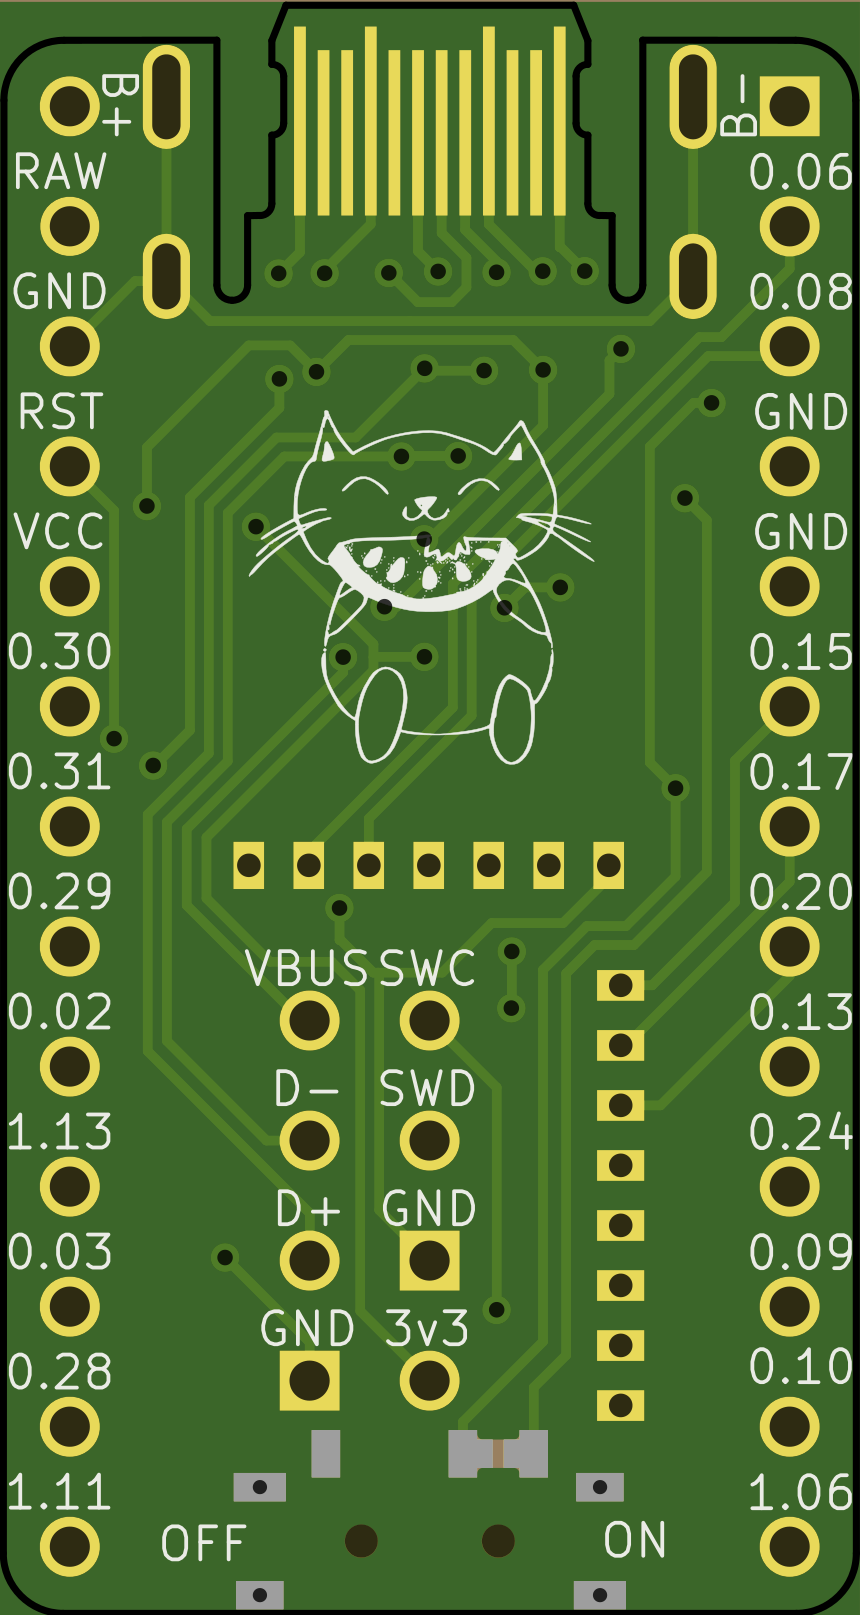 B+
B-
RAW
0.06
GND
0.08
RST
GND
VCC
GND
0.30
0.15
0.31
0.17
0.29
0.20
VBUS SWC
0.02
0.13
D- SWD
1.13
0.24
D+ GND
0.03
0.09
GND 3v3
0.28
0.10
1.11
1.06
OFF
ON